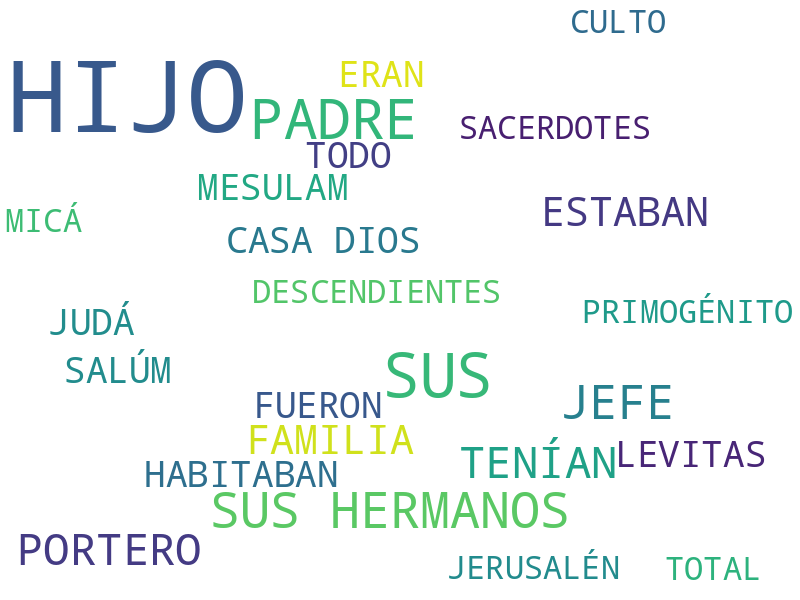 CULTO
HIJO
ERAN
PADRE
SACERDOTES
TODO
MESULAM
MICÁ
ESTABAN
CASA DIOS
DESCENDIENTES
PRIMOGÉNITO
JUDÁ
SALÚM
SUS
FUERON
JEFE
FAMILIA
TENÍAN
LEVITAS
HABITABAN
SUS HERMANOS
PORTERO
JERUSALÉN
TOTAL